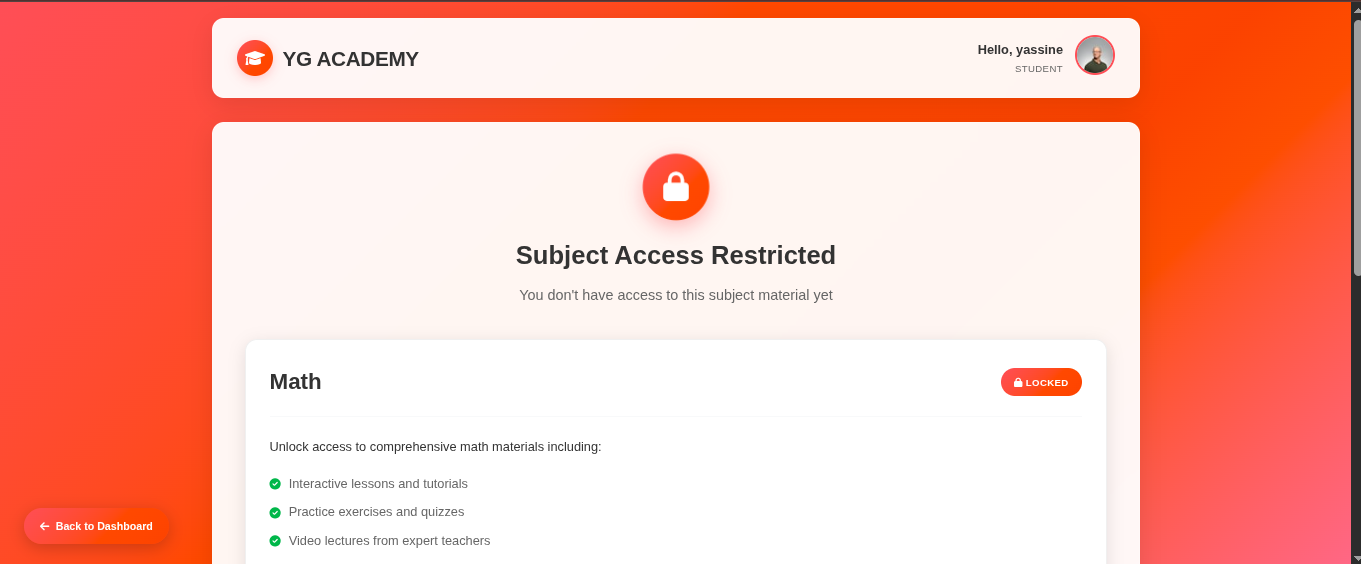 YG ACADEMY
Hello, yassine
STUDENT
Subject Access Restricted
You don't have access to this subject material yet
Math
LOCKED
Unlock access to comprehensive math materials including:
Interactive lessons and tutorials
Practice exercises and quizzes
Video lectures from expert teachers
Back to Dashboard